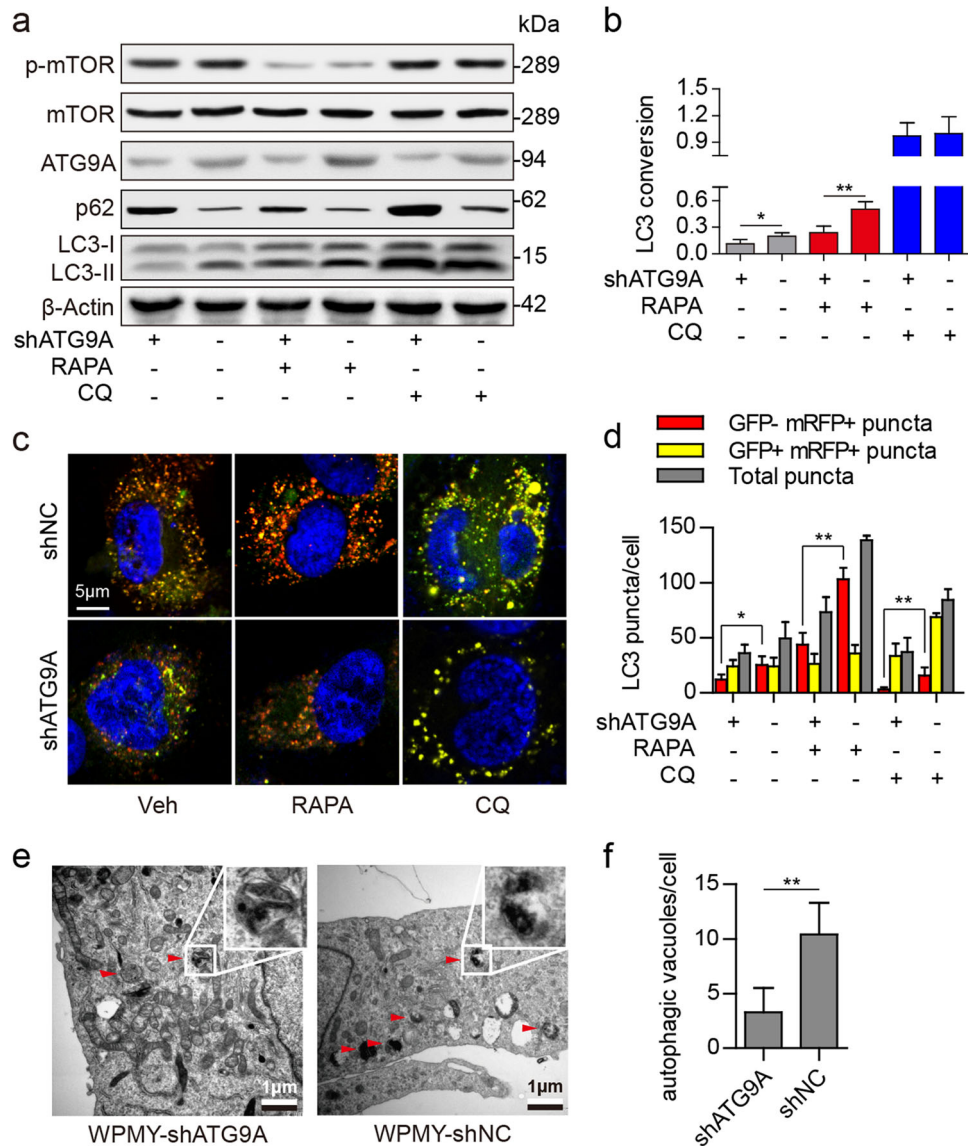 a
kDa
p-mTOR
289
mTOR
289
ATG9A
94
p62
62
LC3-I
15
LC3-II
β-Actin
42
shATG9A + - + - + -
RAPA - - + + - -
CQ - - - - + +
b
LC3 conversion
1.5
1.2
0.9
0.6
0.3
0.0
* **
shATG9A + - + - + -
RAPA - - + + - -
CQ - - - - + +
c
shNC
5μm
shATG9A
Veh RAPA CQ
GFP- mRFP+ puncta
GFP+ mRFP+ puncta
Total puncta
d
LC3 puncta/cell
150
100
50
0
* ** **
shATG9A + - + - + -
RAPA - - + + - -
CQ - - - - + +
e
1μm
1μm
WPMY-shATG9A WPMY-shNC
f
autophagic vacuoles/cell
15
10
5
0
**
shATG9A
shNC